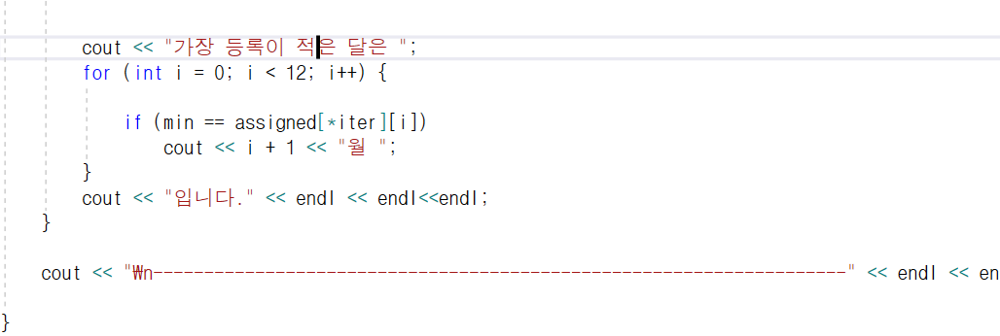 cout << "가장 등록이 적은 달은 ";
for (int i = 0; i < 12; i++) {
if (min == assigned[*iter][i])
cout << i + 1 << "월 ";
}
cout << "입니다." << endl << endl<<endl;
}
cout << "₩n--------------------------------------------------------------------" << endl << en
}